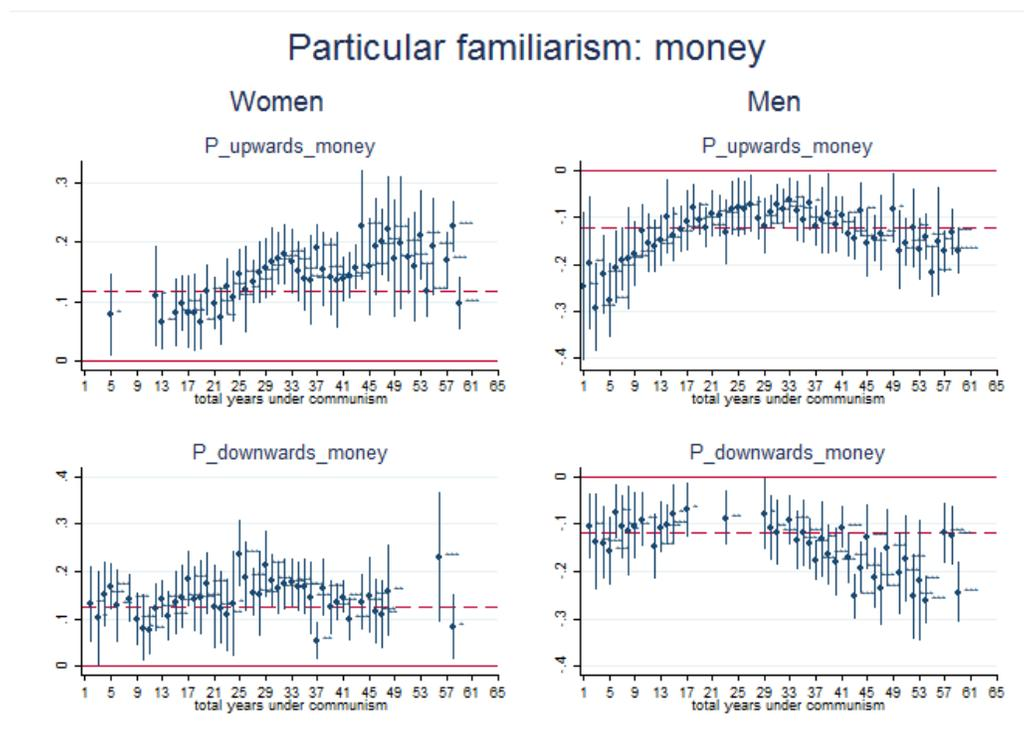 Particular familiarism: money
Women
Men
P_upwards_money
.3
.2
.1
0
1 5 9 13 17 21 25 29 33 37 41 45 49 53 57 61 65
total years under communism
P_upwards_money
0
-.1
-.2
-.3
-.4
1 5 9 13 17 21 25 29 33 37 41 45 49 53 57 61 65
total years under communism
P_downwards_money
.4
.3
.2
.1
0
1 5 9 13 17 21 25 29 33 37 41 45 49 53 57 61 65
total years under communism
P_downwards_money
0
-.1
-.2
-.3
-.4
1 5 9 13 17 21 25 29 33 37 41 45 49 53 57 61 65
total years under communism